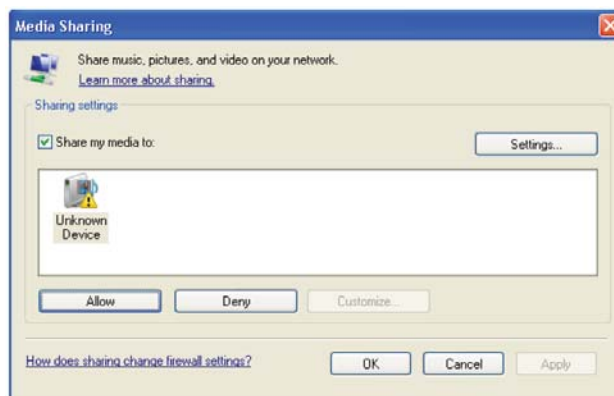 Media Sharing
Share music, pictures, and video on your network.
Learn more about sharing.
Sharing settings
Share my media to:
Settings...
Unknown
Device
Allow
Deny
Customize...
How does sharing change firewall settings?
OK
Cancel
Apply